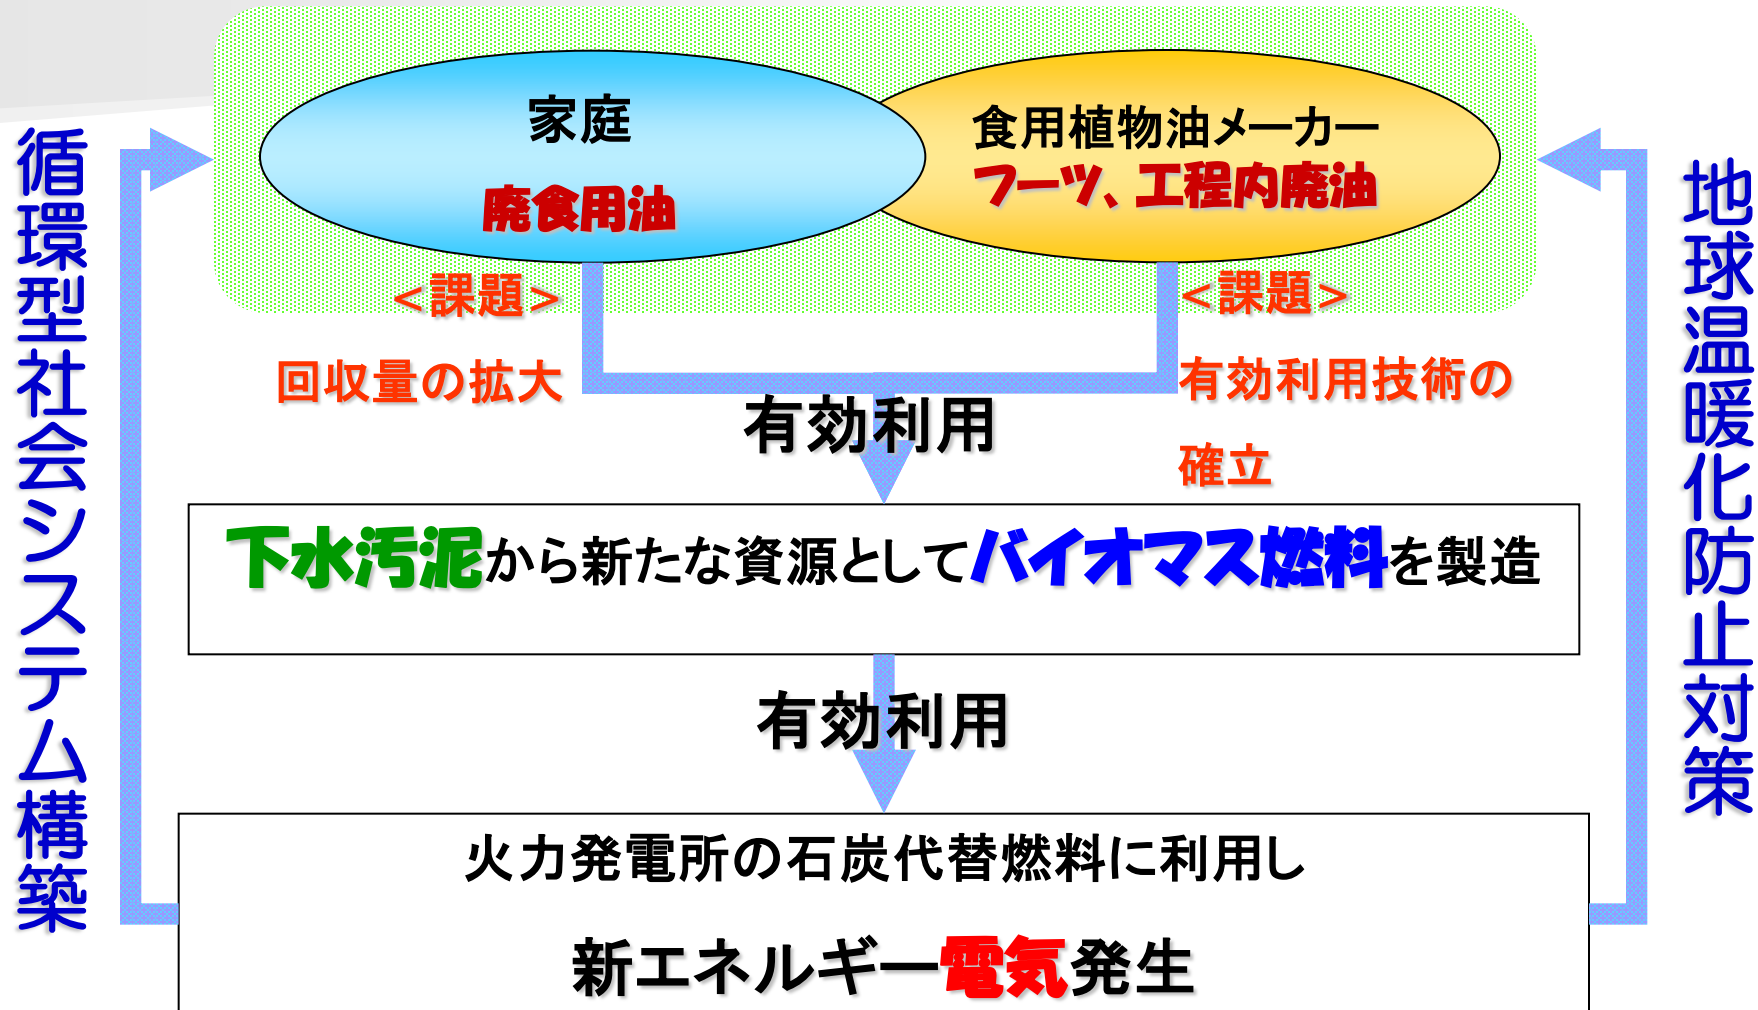 循環型社会システム構築
家庭
廃食用油
食用植物油メーカー
フーツ、工程内廃油
<課題>
回収量の拡大
<課題>
有効利用技術の
確立
有効利用
下水汚泥から新たな資源としてバイオマス燃料を製造
有効利用
火力発電所の石炭代替燃料に利用し
新エネルギー電気発生
地球温暖化防止対策